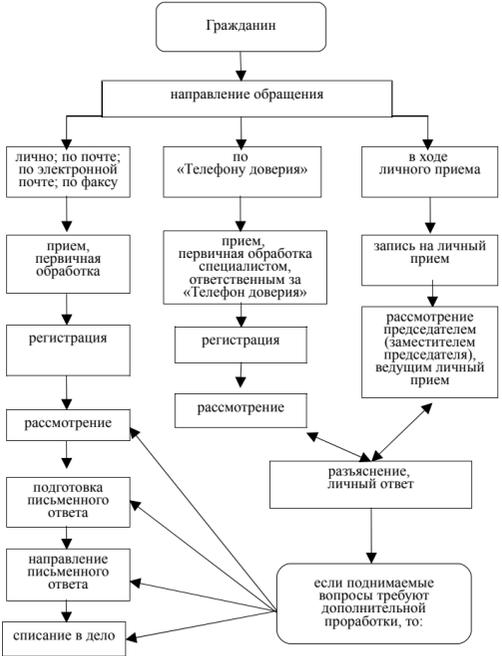 Гражданин
направление обращения
лично; по почте;
по электронной
почте; по факсу
по
«Телефону доверия»
в ходе
личного приема
прием,
первичная
обработка
прием,
первичная обработка
специалистом,
ответственным за
«Телефон доверия»
запись на личный
прием
регистрация
регистрация
рассмотрение
председателем
(заместителем
председателя),
ведущим личный
прием
рассмотрение
рассмотрение
разъяснение,
личный ответ
подготовка
письменного
ответа
направление
письменного
ответа
если поднимаемые
вопросы требуют
дополнительной
проработки, то:
списание в дело